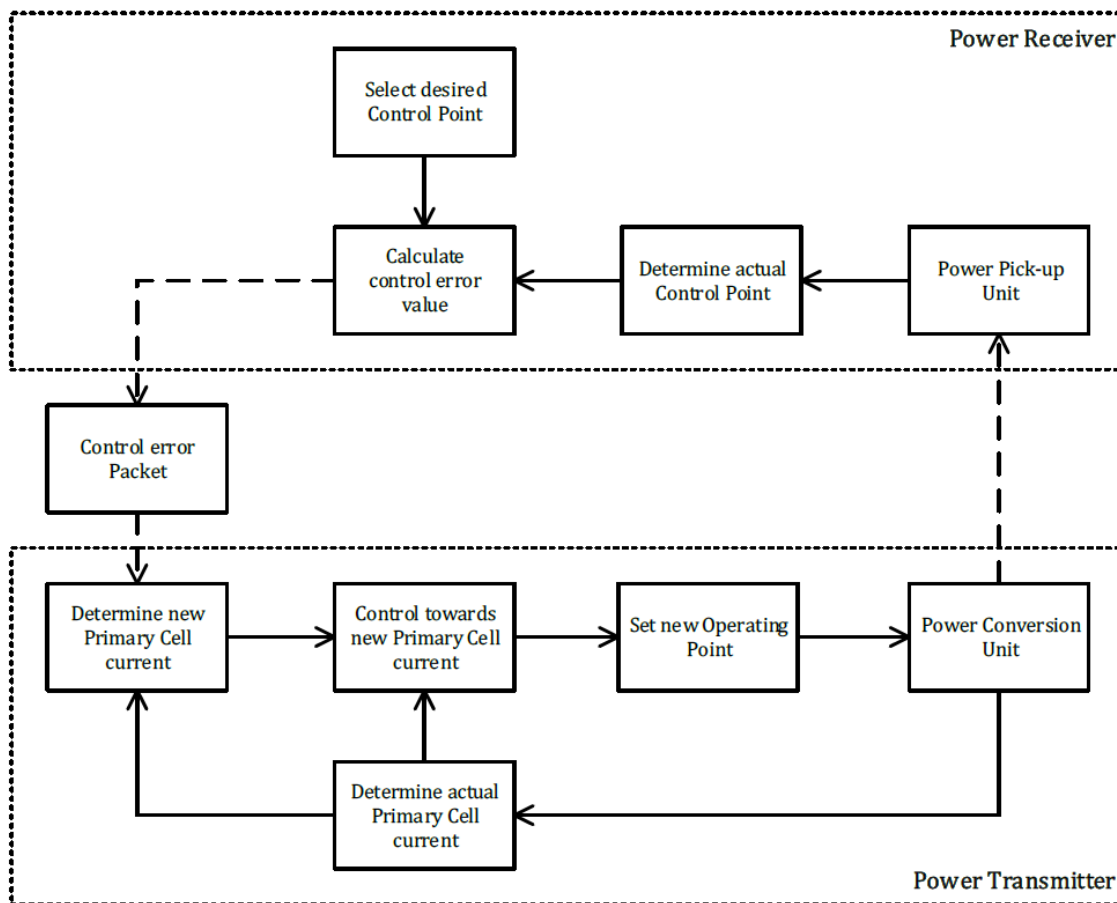 Power Receiver
Select desired
Control Point
Calculate
control error
value
Determine actual
Control Point
Power Pick-up
Unit
Control error
Packet
Determine new
Primary Cell
current
Control towards
new Primary Cell
current
Set new Operating
Point
Power Conversion
Unit
Determine actual
Primary Cell
current
Power Transmitter